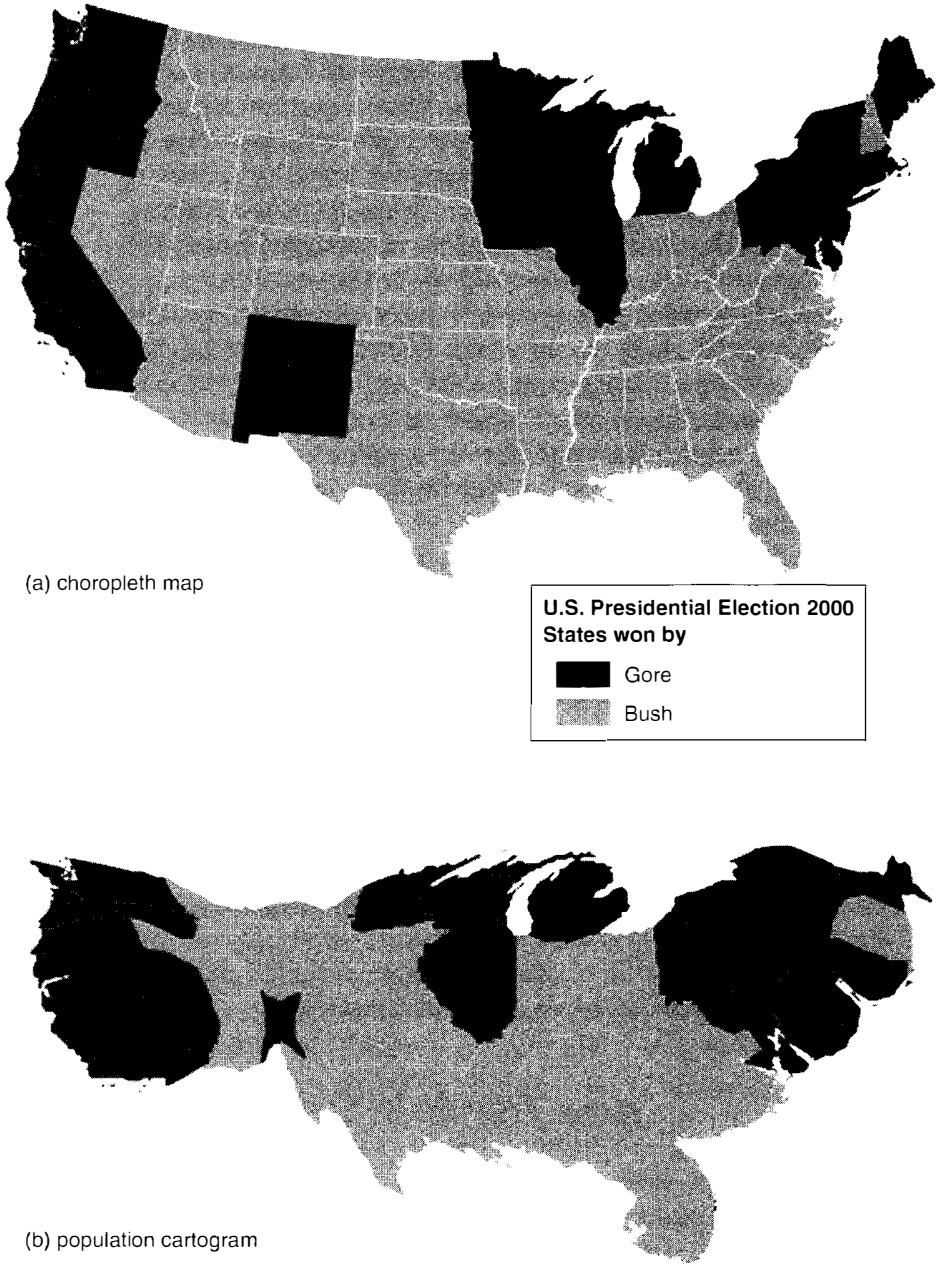 (a) choropleth map
U.S. Presidential Election 2000
States won by
Gore
Bush
(b) population cartogram